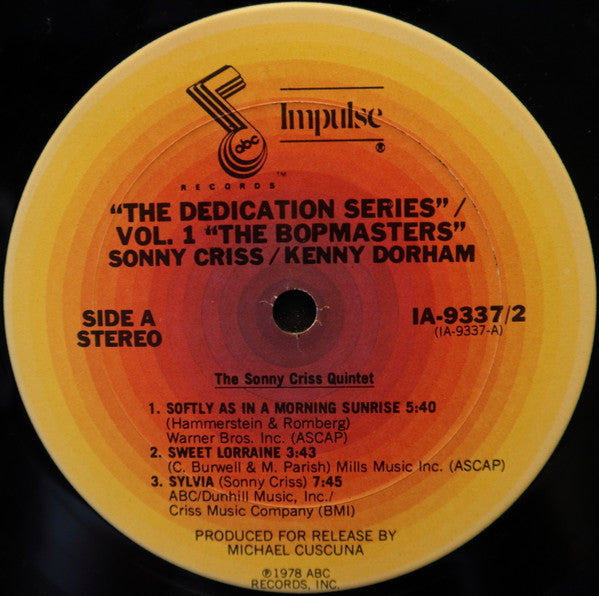 abc
RECORDS ™
Impulse
®
"THE DEDICATION SERIES" /
VOL. 1 "THE BOPMASTERS"
SONNY CRISS / KENNY DORHAM
SIDE A
STEREO
IA-9337/2
(IA-9337-A)
The Sonny Criss Quintet
1. SOFTLY AS IN A MORNING SUNRISE 5:40
(Hammerstein & Romberg)
Warner Bros. Inc. (ASCAP)
2. SWEET LORRAINE 3:43
(C. Burwell & M. Parish) Mills Music Inc. (ASCAP)
3. SYLVIA (Sonny Criss) 7:45
ABC/Dunhill Music, Inc./
Criss Music Company (BMI)
PRODUCED FOR RELEASE BY
MICHAEL CUSCUNA
℗1978 ABC
RECORDS, INC.